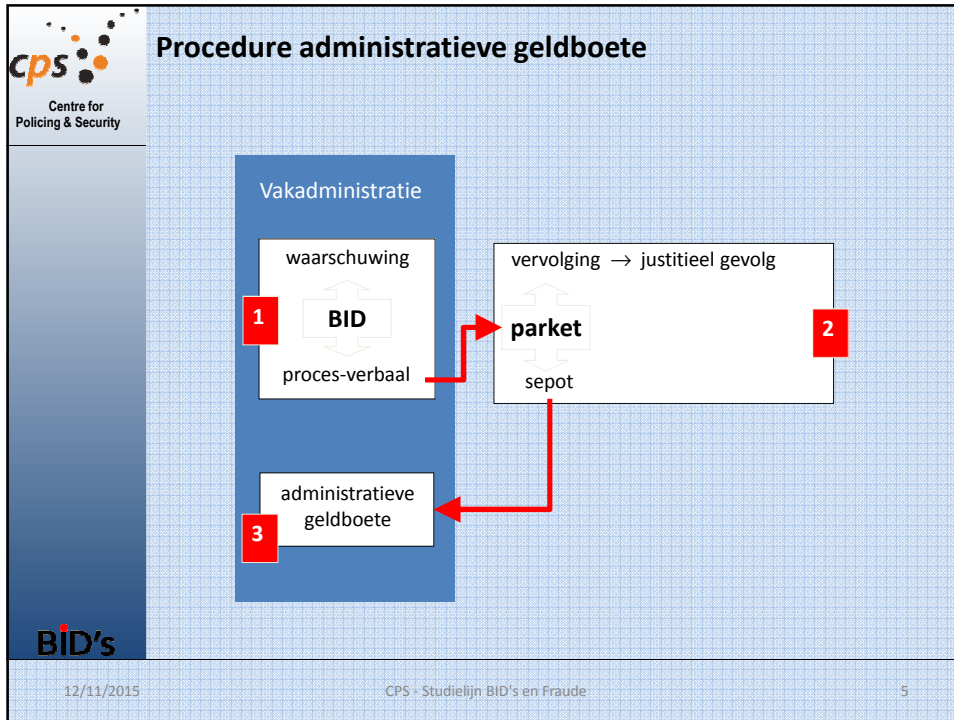 cps
Centre for
Policing & Security
Procedure administratieve geldboete
Vakadministratie
waarschuwing
1
BID
proces-verbaal
vervolging → justitieel gevolg
parket
2
sepot
administratieve
geldboete
3
BiD's
12/11/2015
CPS - Studielijn BID's en Fraude
5